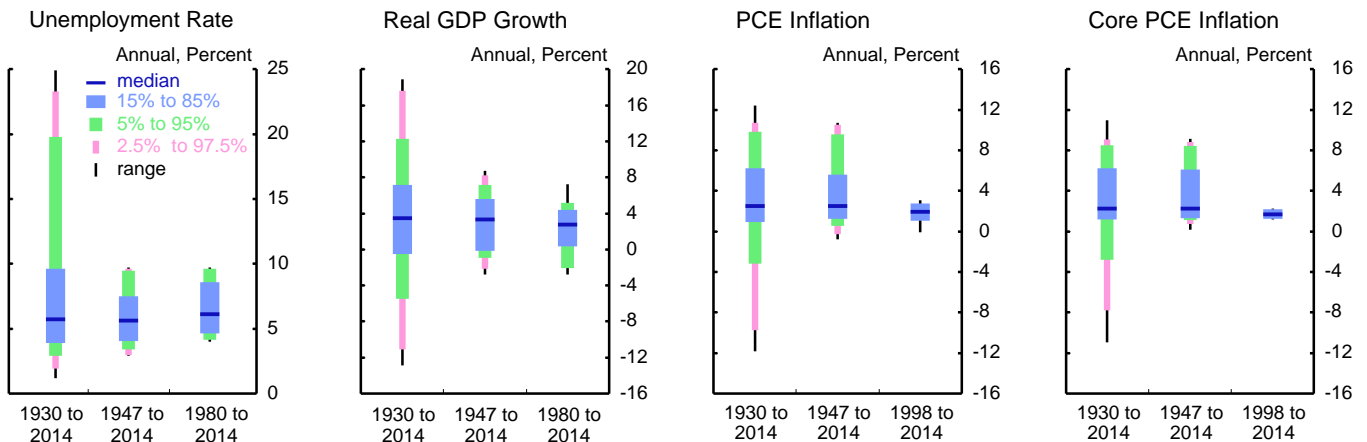 Unemployment Rate
Annual, Percent
median
15% to 85%
5% to 95%
2.5% to 97.5%
range
25
20
15
10
5
0
1930 to
2014
1947 to
2014
1980 to
2014
Real GDP Growth
Annual, Percent
20
16
12
8
4
0
-4
-8
-12
-16
1930 to
2014
1947 to
2014
1980 to
2014
PCE Inflation
Annual, Percent
16
12
8
4
0
-4
-8
-12
-16
1930 to
2014
1947 to
2014
1998 to
2014
Core PCE Inflation
Annual, Percent
16
12
8
4
0
-4
-8
-12
-16
1930 to
2014
1947 to
2014
1998 to
2014